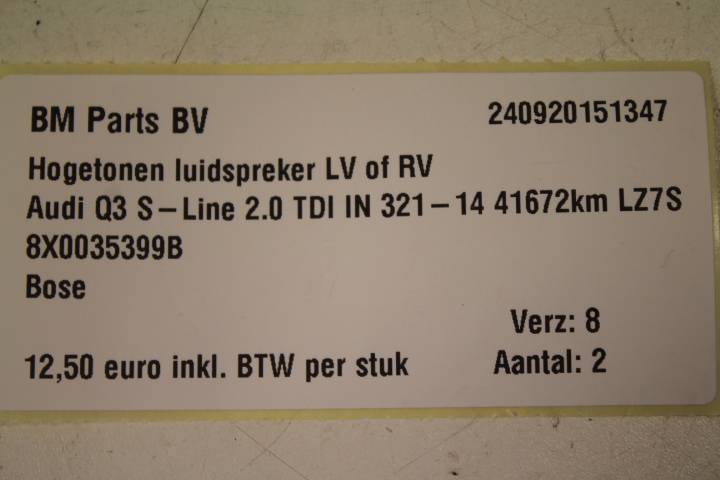 BM Parts BV 240920151347
Hogetonen luidspreker LV of RV
Audi Q3 S-Line 2.0 TDI IN 321-14 41672km LZ7S
8X0035399B
Bose
Verz: 8
12,50 euro inkl. BTW per stuk Aantal: 2